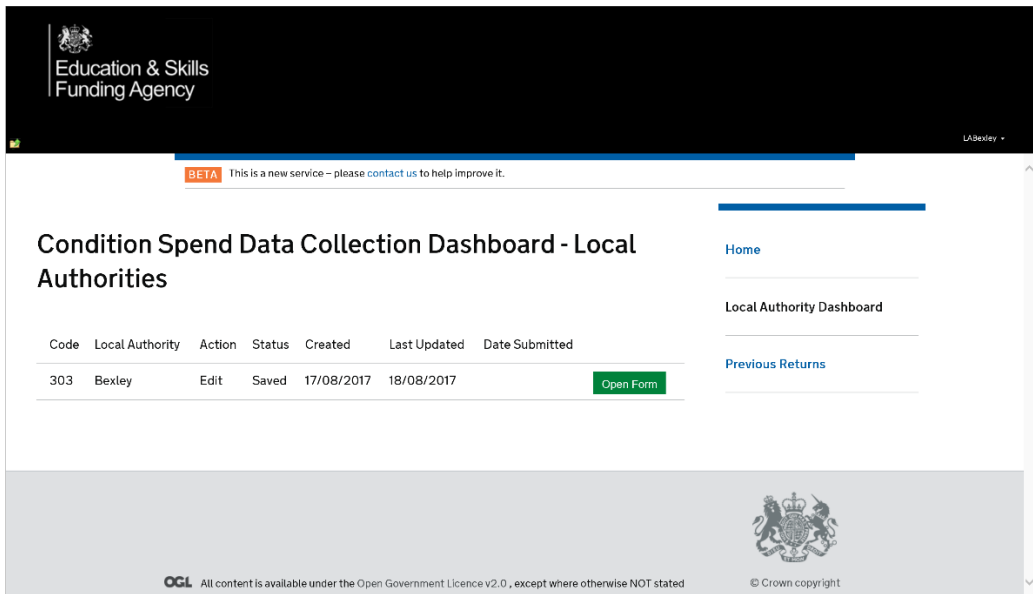 Education & Skills
Funding Agency
LABexley
BETA This is a new service – please contact us to help improve it.
Condition Spend Data Collection Dashboard - Local
Authorities
Code Local Authority Action Status Created Last Updated Date Submitted
303 Bexley Edit Saved 17/08/2017 18/08/2017 Open Form
Home
Local Authority Dashboard
Previous Returns
OGL All content is available under the Open Government Licence v2.0 , except where otherwise NOT stated
© Crown copyright